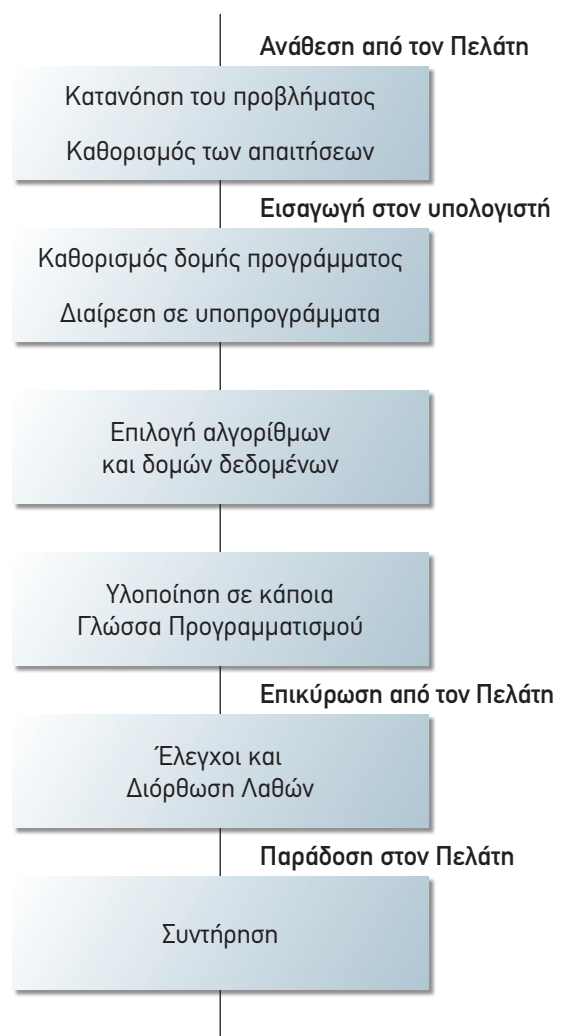 Ανάθεση από τον Πελάτη
Κατανόηση του προβλήματος
Καθορισμός των απαιτήσεων
Εισαγωγή στον υπολογιστή
Καθορισμός δομής προγράμματος
Διαίρεση σε υποπρογράμματα
Επιλογή αλγορίθμων
και δομών δεδομένων
Υλοποίηση σε κάποια
Γλώσσα Προγραμματισμού
Επικύρωση από τον Πελάτη
Έλεγχοι και
Διόρθωση Λαθών
Παράδοση στον Πελάτη
Συντήρηση